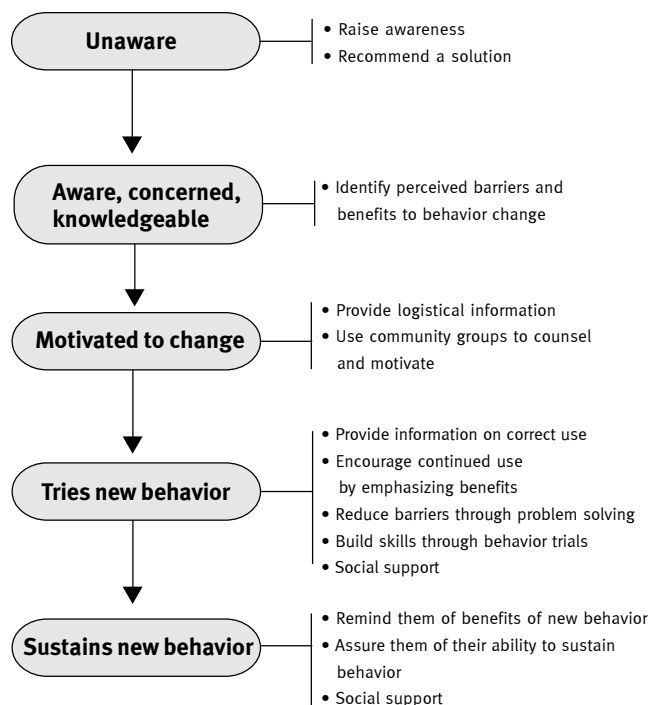 Unaware
• Raise awareness
• Recommend a solution
Aware, concerned,
knowledgeable
• Identify perceived barriers and
benefits to behavior change
Motivated to change
• Provide logistical information
• Use community groups to counsel
and motivate
Tries new behavior
• Provide information on correct use
• Encourage continued use
by emphasizing benefits
• Reduce barriers through problem solving
• Build skills through behavior trials
• Social support
Sustains new behavior
• Remind them of benefits of new behavior
• Assure them of their ability to sustain
behavior
• Social support